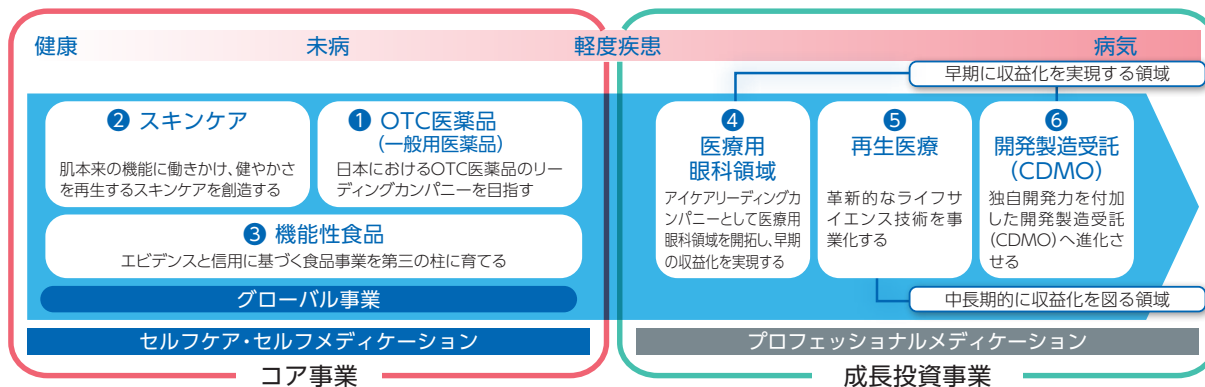 健康
未病
軽度疾患
病気
早期に収益化を実現する領域
❷ スキンケア
肌本来の機能に働きかけ、健やかさ
を再生するスキンケアを創造する
❶ OTC医薬品
(一般用医薬品)
日本におけるOTC医薬品のリー
ディングカンパニーを目指す
❸ 機能性食品
エビデンスと信用に基づく食品事業を第三の柱に育てる
グローバル事業
セルフケア・セルフメディケーション
コア事業
❹
医療用
眼科領域
アイケアリーディングカ
ンパニーとして医療用
眼科領域を開拓し、早期
の収益化を実現する
❺
再生医療
革新的なライフサ
イエンス技術を事
業化する
❻
開発製造受託
(CDMO)
独自開発力を付加
した開発製造受託
(CDMO)へ進化さ
せる
中長期的に収益化を図る領域
プロフェッショナルメディケーション
成長投資事業